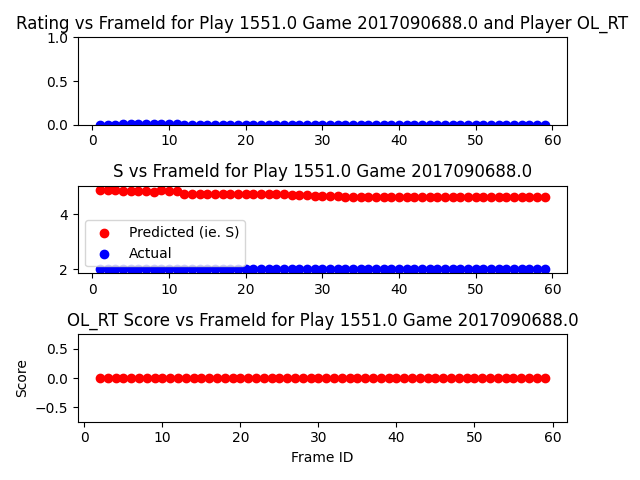 Rating vs FrameId for Play 1551.0 Game 2017090688.0 and Player OL_RT
1.0
0.5
0.0
0 10 20 30 40 50 60
S vs FrameId for Play 1551.0 Game 2017090688.0
4
2
Predicted (ie. S)
Actual
0 10 20 30 40 50 60
OL_RT Score vs FrameId for Play 1551.0 Game 2017090688.0
Score
0.5
0.0
−0.5
0 10 20 30 40 50 60
Frame ID